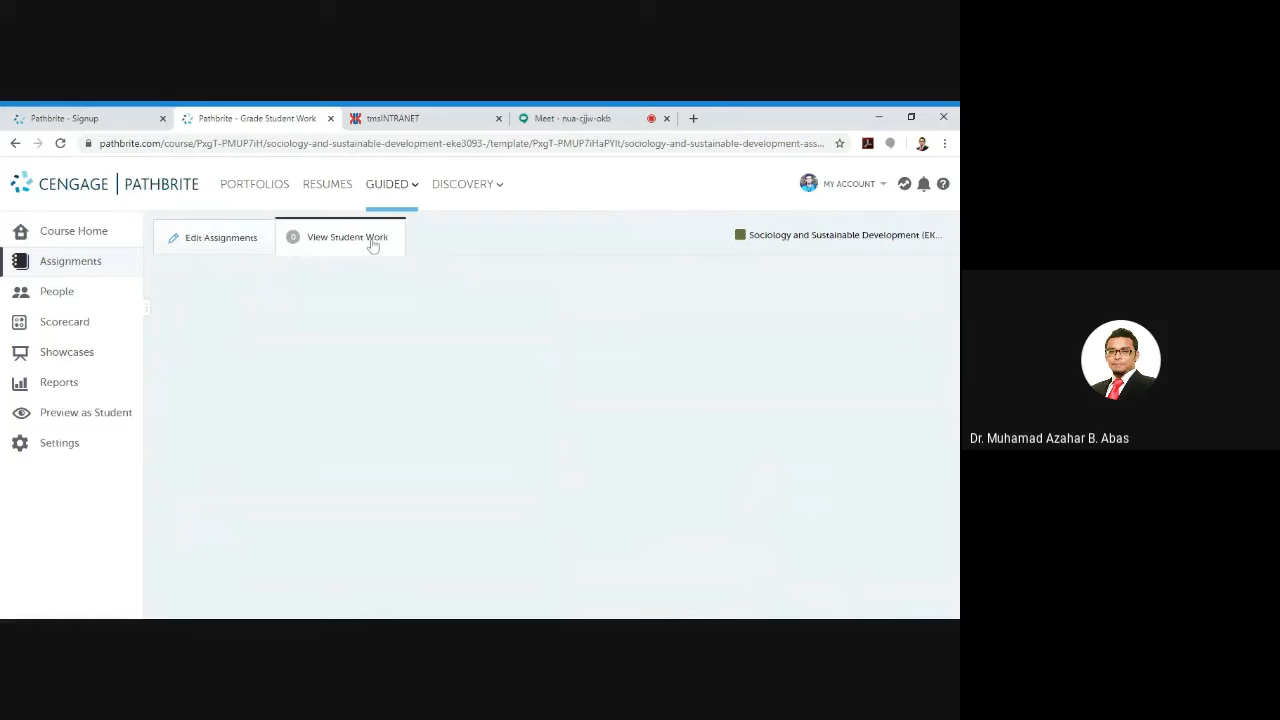 Pathbrite - Signup
Pathbrite - Grade Student Work
tmsINTRANET
Meet - nua-cjjw-okb
pathbrite.com/course/PxgT-PMUP7iH/sociology-and-sustainable-development-eke3093-/template/PxgT-PMUP7iHaPYlt/sociology-and-sustainable-development-ass...
CENGAGE | PATHBRITE
PORTFOLIOS
RESUMES
GUIDED
DISCOVERY
MY ACCOUNT
Course Home
Assignments
People
Scorecard
Showcases
Reports
Preview as Student
Settings
Edit Assignments
0 View Student Work
Sociology and Sustainable Development (EK...
Dr. Muhamad Azahar B. Abas